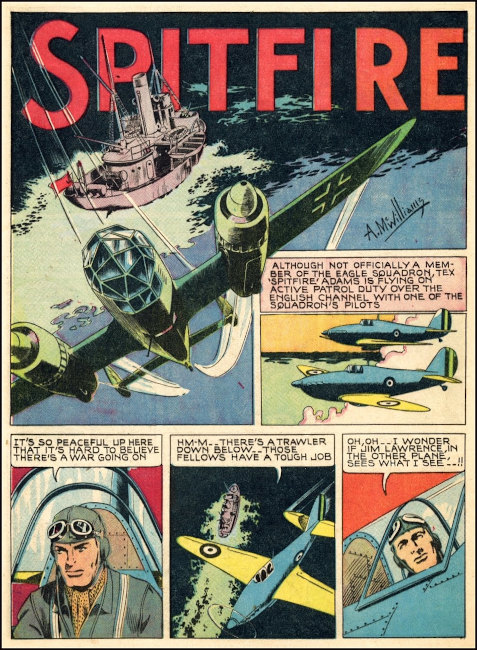 SPITFIRE
A. McWilliams
ALTHOUGH NOT OFFICIALLY A MEM-
BER OF THE EAGLE SQUADRON, TEX
'SPITFIRE' ADAMS IS FLYING ON
ACTIVE PATROL DUTY OVER THE
ENGLISH CHANNEL WITH ONE OF THE
SQUADRON'S PILOTS
IT'S SO PEACEFUL UP HERE
THAT IT'S HARD TO BELIEVE
THERE'S A WAR GOING ON
HM-M--THERE'S A TRAWLER
DOWN BELOW--THOSE
FELLOWS HAVE A TOUGH JOB
OH, OH--I WONDER
IF JIM LAWRENCE, IN
THE OTHER PLANE,
SEES WHAT I SEE--!!